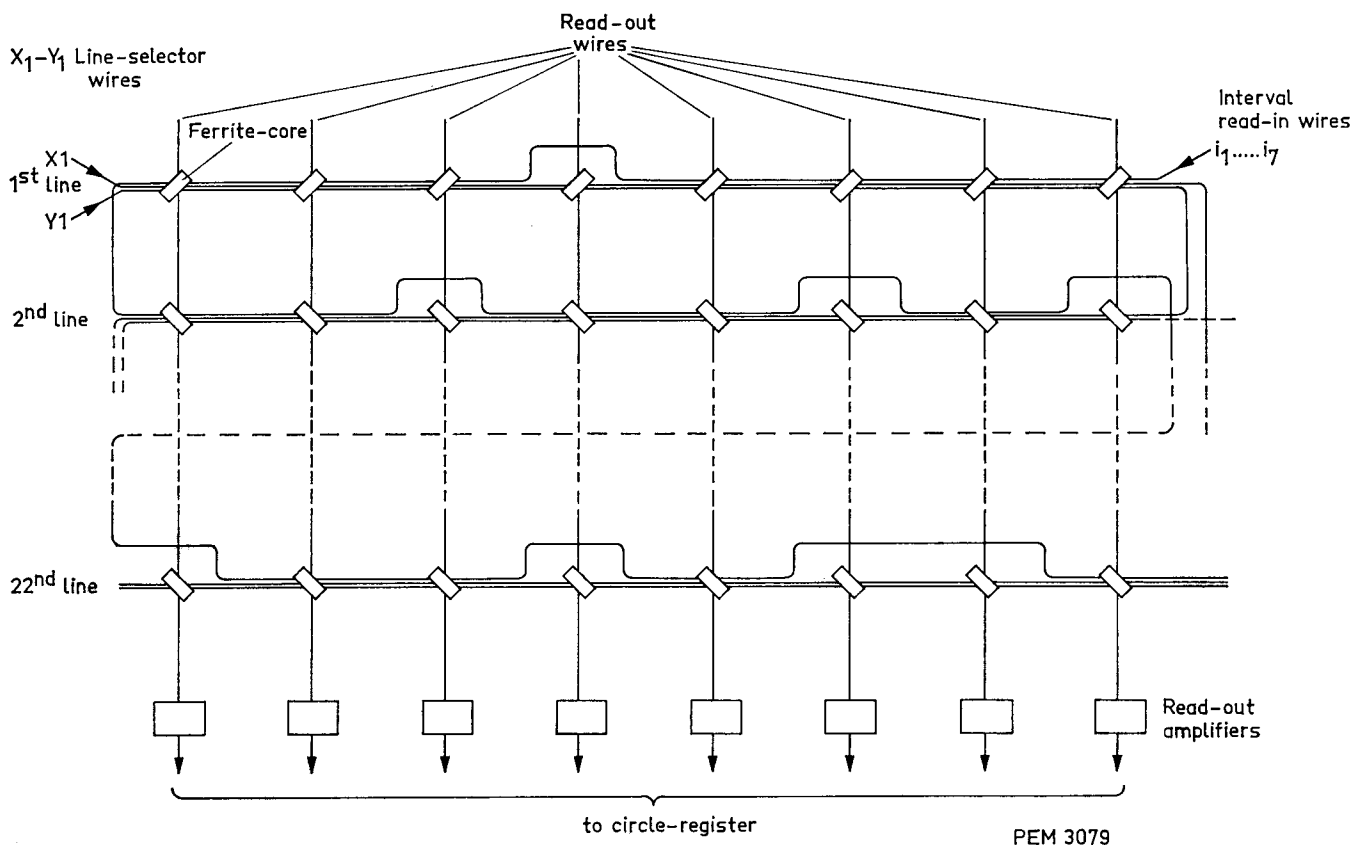 Read-out
wires
X1-Y1 Line-selector
wires
Interval
read-in wires
i1.....i7
Ferrite-core
X1
1st line
Y1
2nd line
22nd line
Read-out
amplifiers
to circle-register
PEM 3079